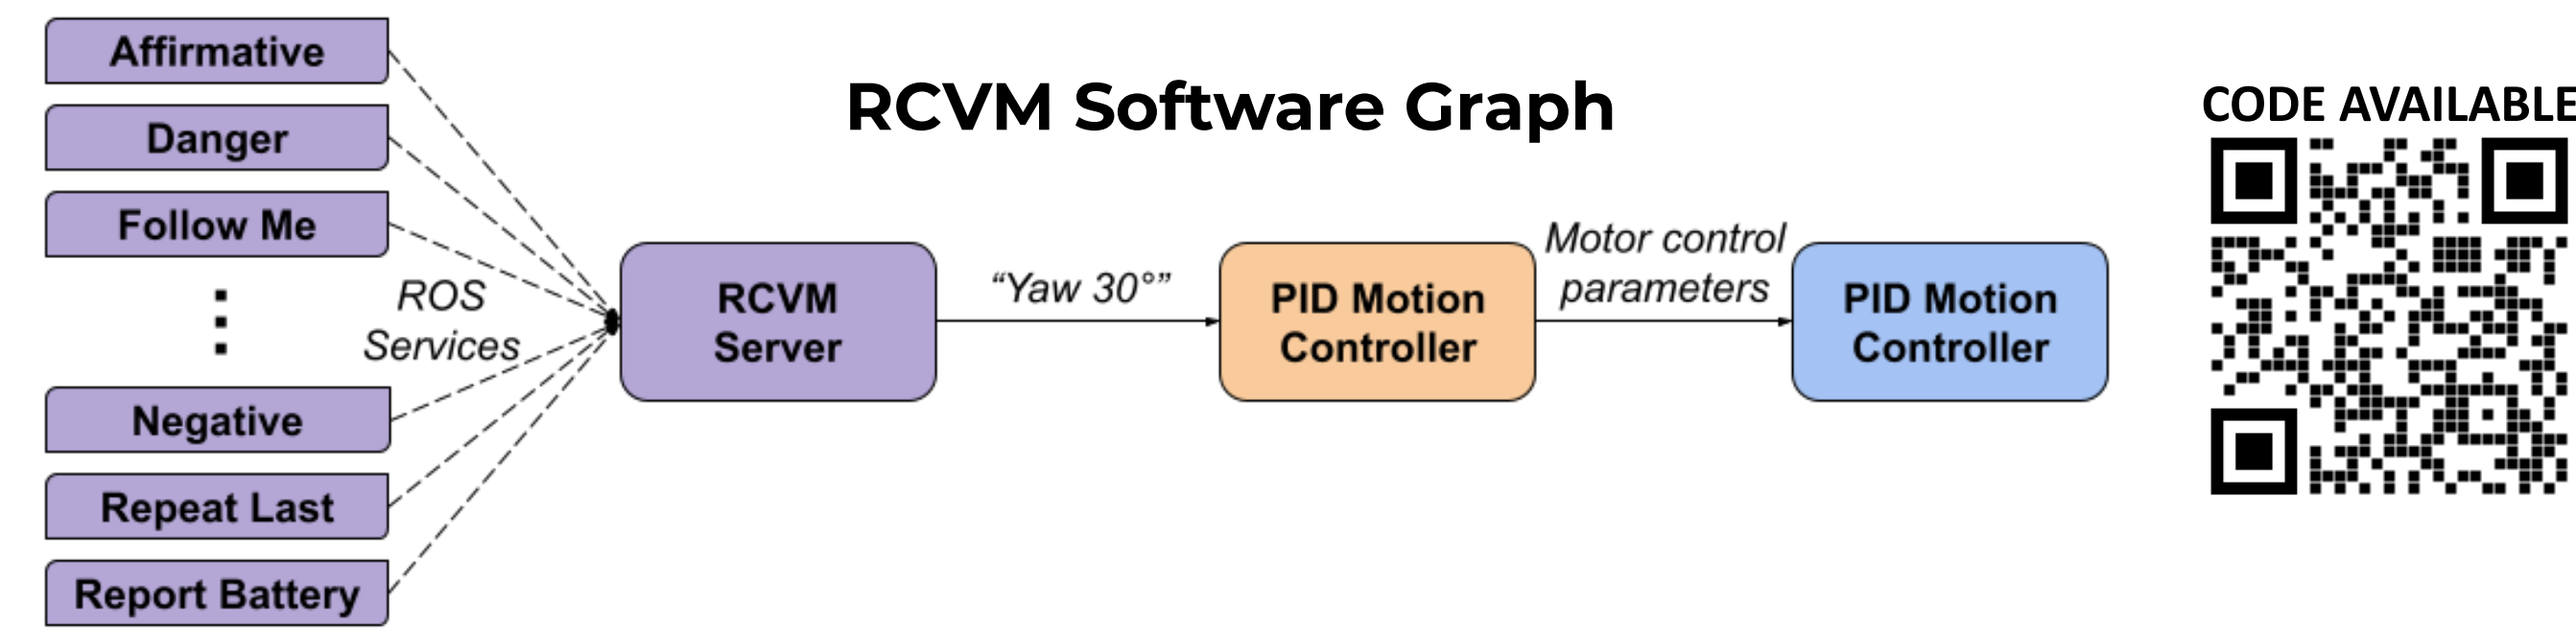 RCVM Software Graph
Affirmative
Danger
Follow Me
Negative
Repeat Last
Report Battery
ROS
Services
RCVM
Server
“Yaw 30°”
PID Motion
Controller
Motor control
parameters
PID Motion
Controller
CODE AVAILABLE